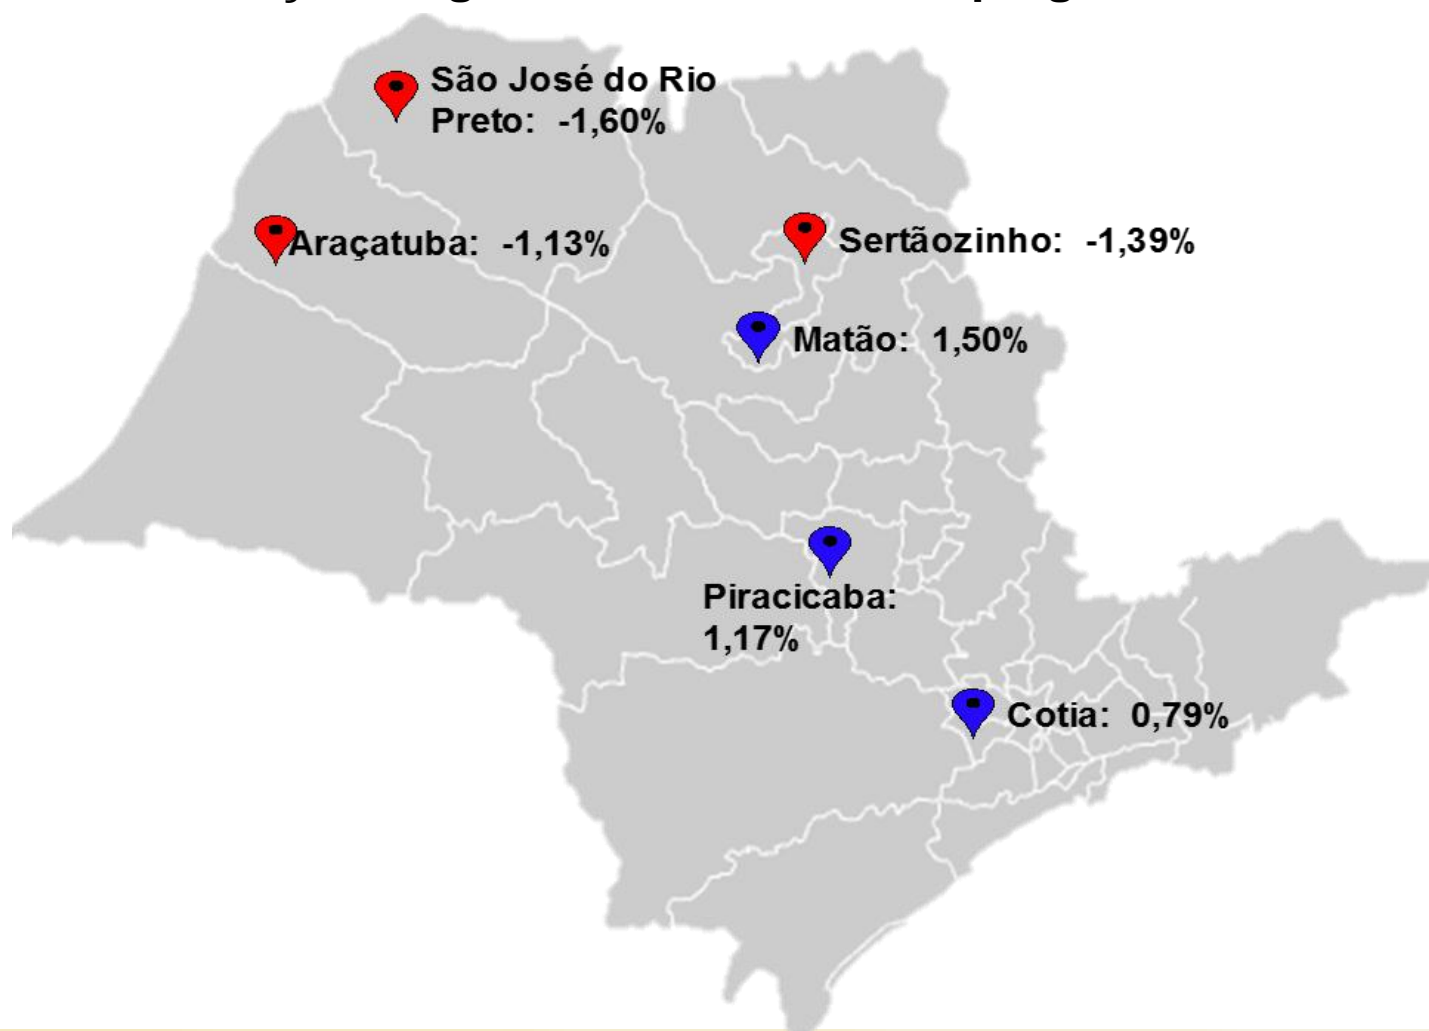 São José do Rio
Preto: -1,60%
Araçatuba: -1,13%
Sertãozinho: -1,39%
Matão: 1,50%
Piracicaba:
1,17%
Cotia: 0,79%